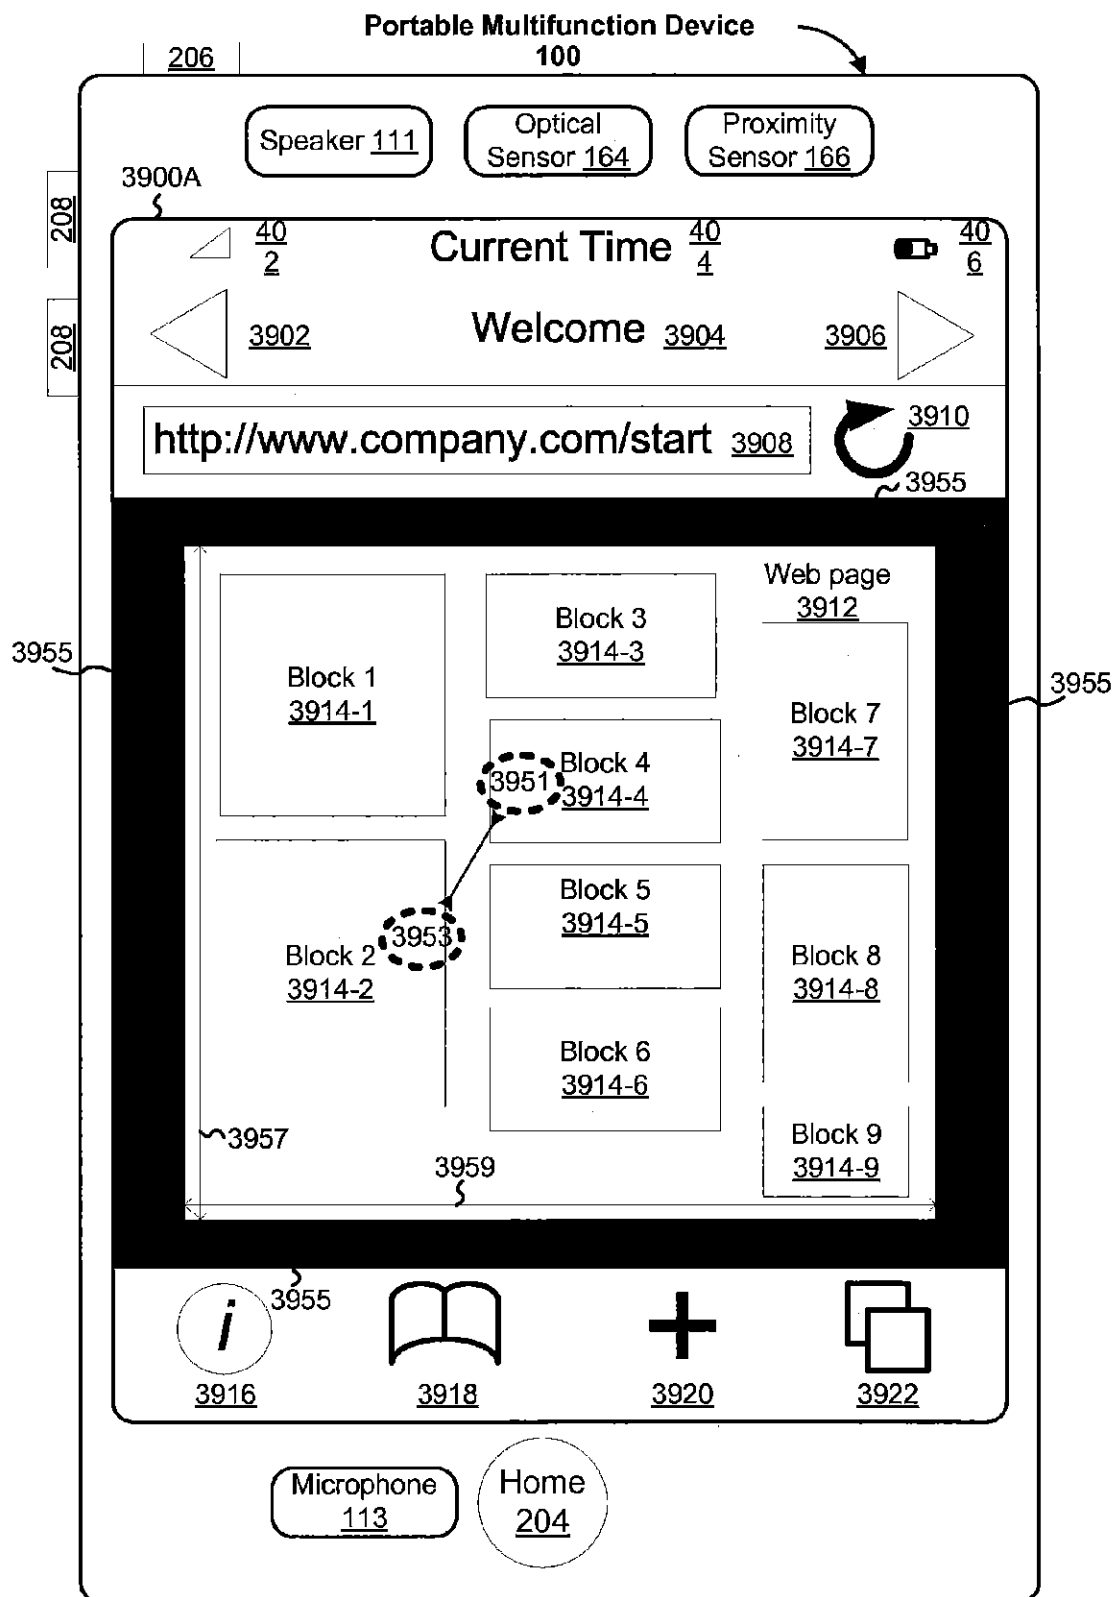 Portable Multifunction Device
100
206
Speaker 111
Optical
Sensor 164
Proximity
Sensor 166
3900A
208
208
40
2
Current Time
40
4
40
6
3902
Welcome 3904
3906
http://www.company.com/start 3908
3910
3955
Web page
3912
Block 1
3914-1
Block 3
3914-3
3955
3955
Block 7
3914-7
3951
Block 4
3914-4
Block 5
3914-5
3953
Block 2
3914-2
Block 8
3914-8
Block 6
3914-6
3957
Block 9
3914-9
3959
3955
i
3916
3918
3920
3922
Microphone
113
Home
204